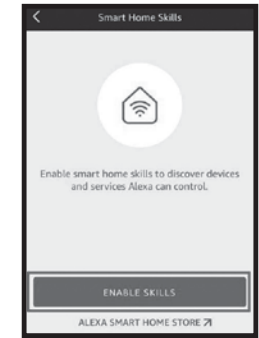 Smart Home Skills
Enable smart home skills to discover devices
and services Alexa can control.
ENABLE SKILLS
ALEXA SMART HOME STORE